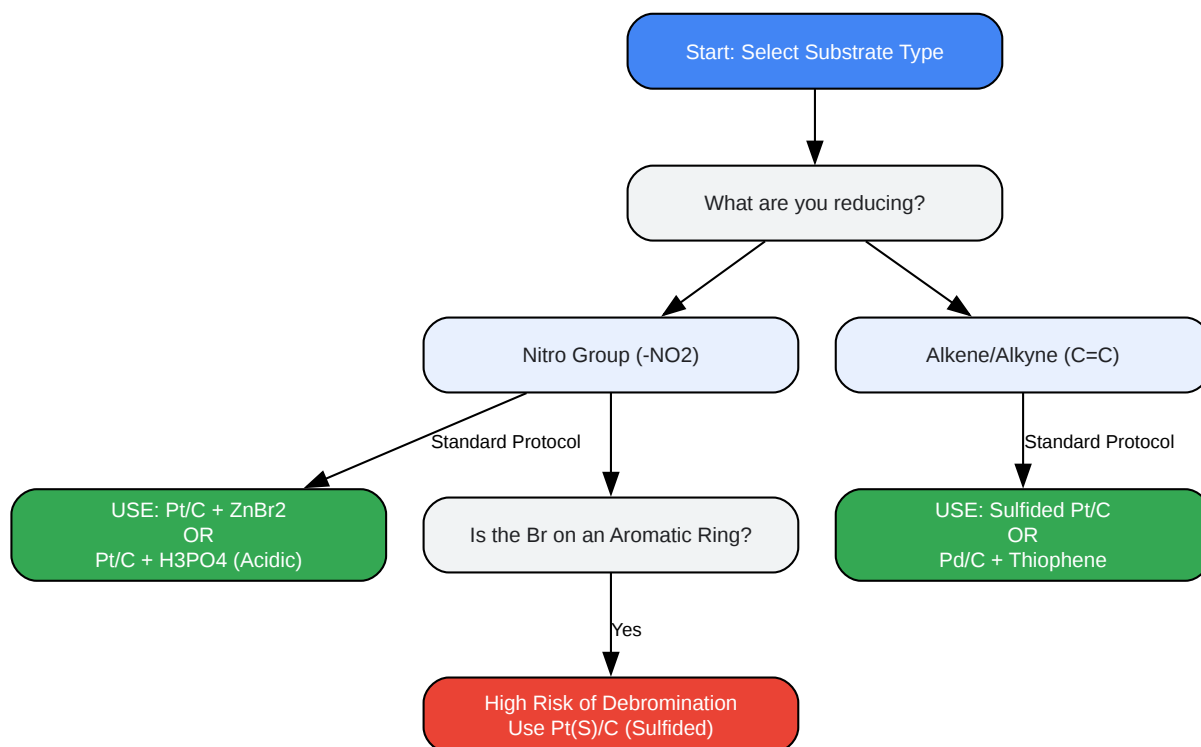 Start: Select Substrate Type
What are you reducing?
Nitro Group (-NO2)
Alkene/Alkyne (C=C)
Standard Protocol
Standard Protocol
USE: Pt/C + ZnBr2
OR
Pt/C + H3PO4 (Acidic)
Is the Br on an Aromatic Ring?
USE: Sulfided Pt/C
OR
Pd/C + Thiophene
Yes
High Risk of Debromination
Use Pt(S)/C (Sulfided)